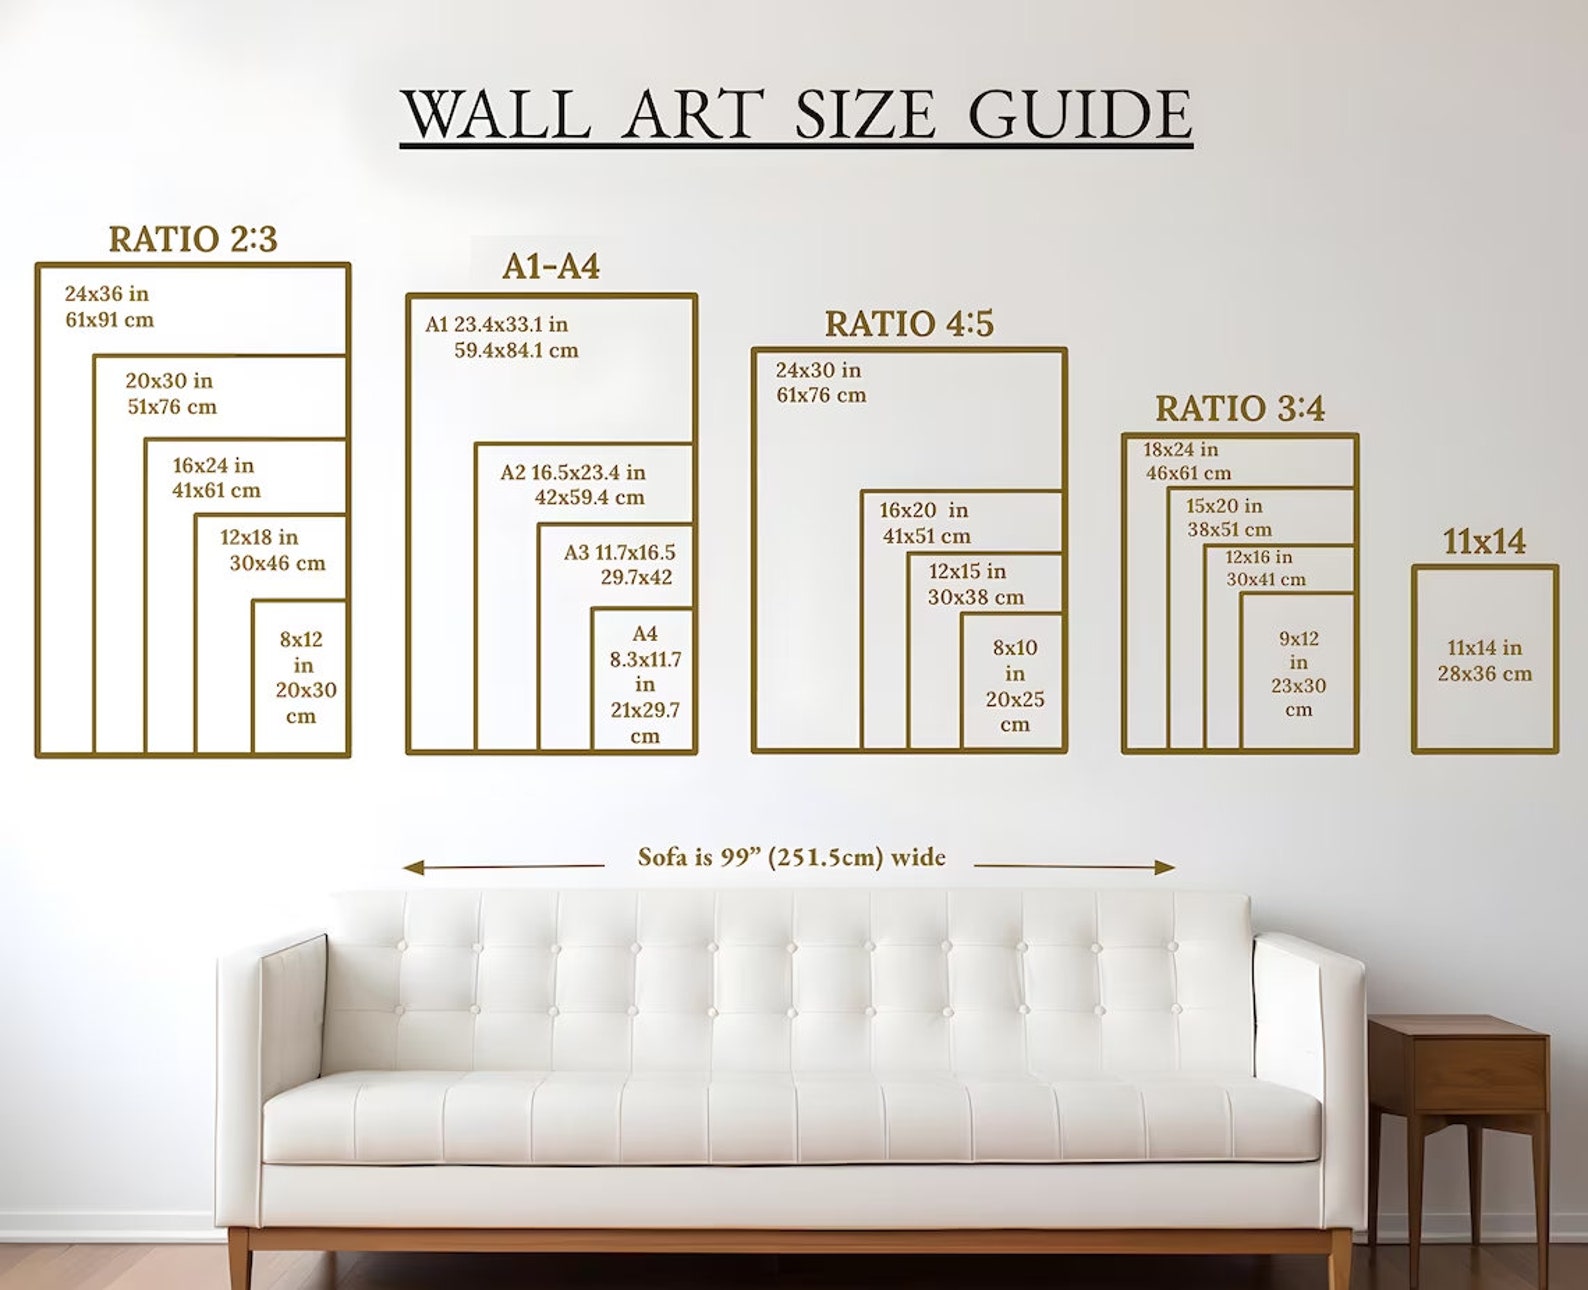 WALL ART SIZE GUIDE
RATIO 2:3
24x36 in
61x91 cm
20x30 in
51x76 cm
16x24 in
41x61 cm
12x18 in
30x46 cm
8x12
in
20x30
cm
A1-A4
A1 23.4x33.1 in
59.4x84.1 cm
A2 16.5x23.4 in
42x59.4 cm
A3 11.7x16.5
29.7x42
A4
8.3x11.7
in
21x29.7
cm
RATIO 4:5
24x30 in
61x76 cm
16x20 in
41x51 cm
12x15 in
30x38 cm
8x10
in
20x25
cm
RATIO 3:4
18x24 in
46x61 cm
15x20 in
38x51 cm
12x16 in
30x41 cm
9x12
in
23x30
cm
11x14
11x14 in
28x36 cm
Sofa is 99” (251.5cm) wide